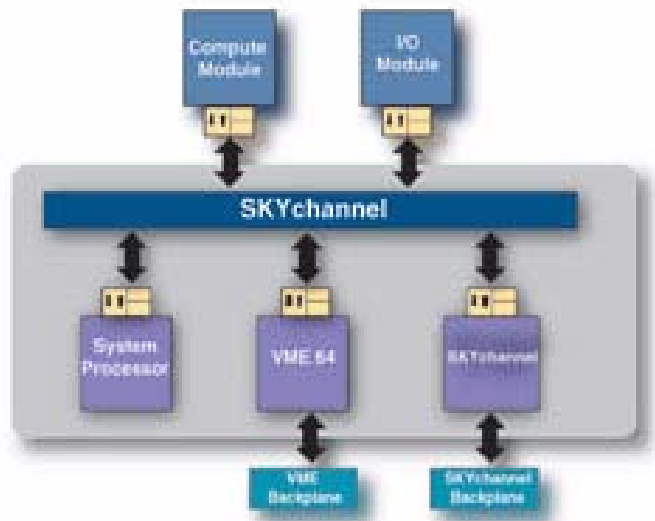 Compute
Module
I/O
Module
SKYchannel
System
Processor
VME 64
SKYchannel
VME
Backplane
SKYchannel
Backplane